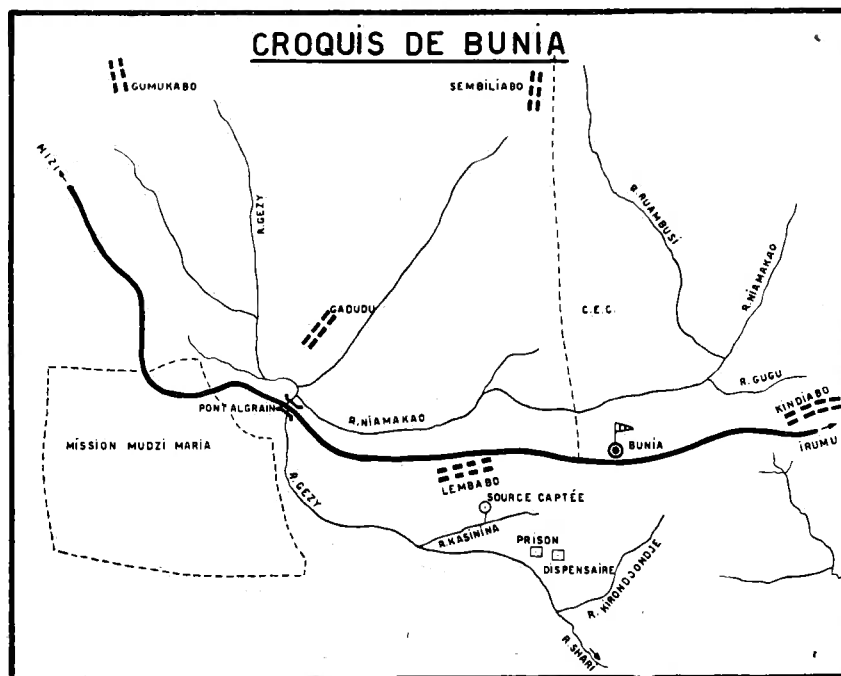 CROQUIS DE BUNIA
GUMUKABO
SEMBILIABO
MIZI
R.GEZY
R.RUAMBUSI
R.NIAMAKAO
GAOUDU
C.E.C.
R.GUGU
KINDIABO
PONT ALGRAIN
R.NIAMAKAO
MISSION MUDZI MARIA
BUNIA
IRUMU
R.GEZY
LEMBABO
SOURCE CAPTÉE
R.KASININA
PRISON
DISPENSAIRE
R. KIRONDJONDJE
R. SHARI